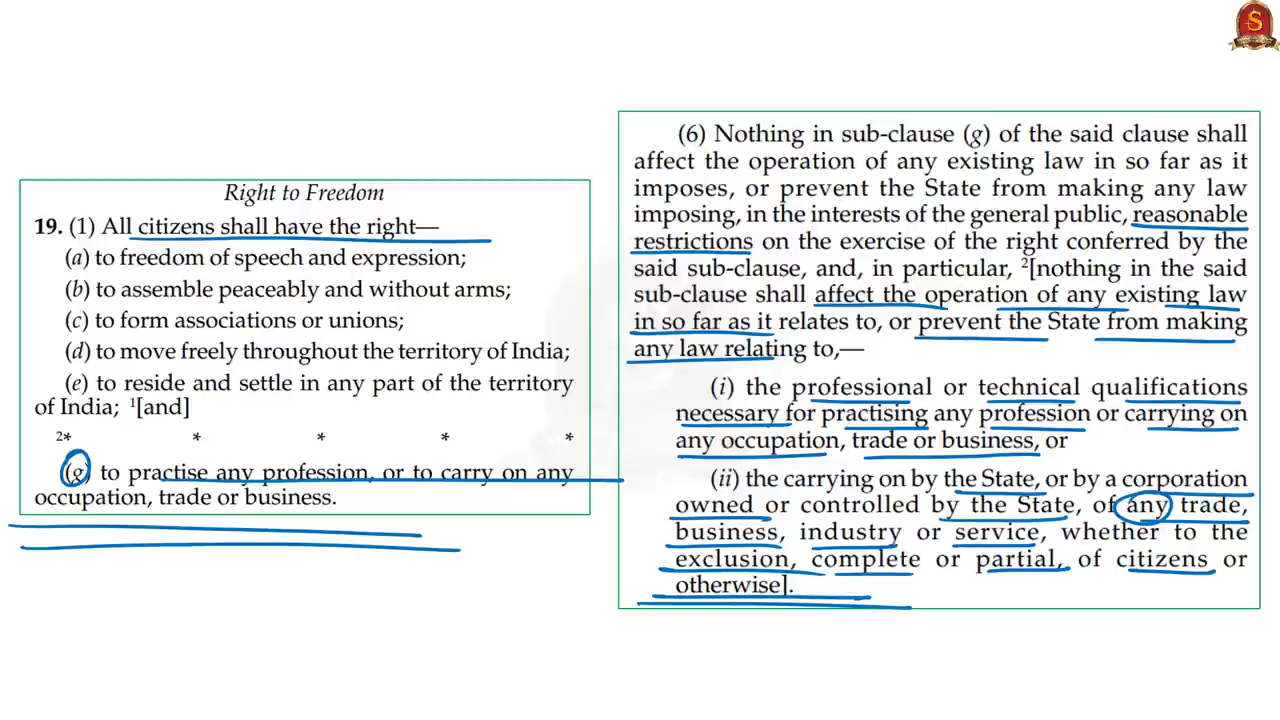 Right to Freedom
19. (1) All citizens shall have the right—
(a) to freedom of speech and expression;
(b) to assemble peaceably and without arms;
(c) to form associations or unions;
(d) to move freely throughout the territory of India;
(e) to reside and settle in any part of the territory
of India; 1[and]
2* * * * *
(g) to practise any profession, or to carry on any
occupation, trade or business.
(6) Nothing in sub-clause (g) of the said clause shall
affect the operation of any existing law in so far as it
imposes, or prevent the State from making any law
imposing, in the interests of the general public, reasonable
restrictions on the exercise of the right conferred by the
said sub-clause, and, in particular, 2[nothing in the said
sub-clause shall affect the operation of any existing law
in so far as it relates to, or prevent the State from making
any law relating to,—
(i) the professional or technical qualifications
necessary for practising any profession or carrying on
any occupation, trade or business, or
(ii) the carrying on by the State, or by a corporation
owned or controlled by the State, of any trade,
business, industry or service, whether to the
exclusion, complete or partial, of citizens or
otherwise].